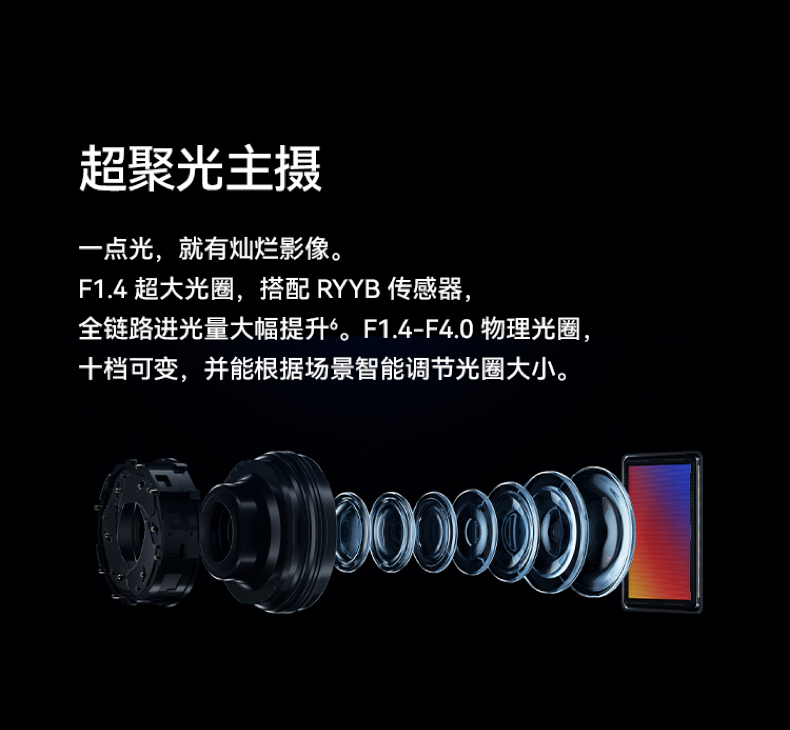 超聚光主摄
一点光，就有灿烂影像。
F1.4 超大光圈，搭配 RYYB 传感器，
全链路进光量大幅提升⁶。F1.4-F4.0 物理光圈，
十档可变，并能根据场景智能调节光圈大小。